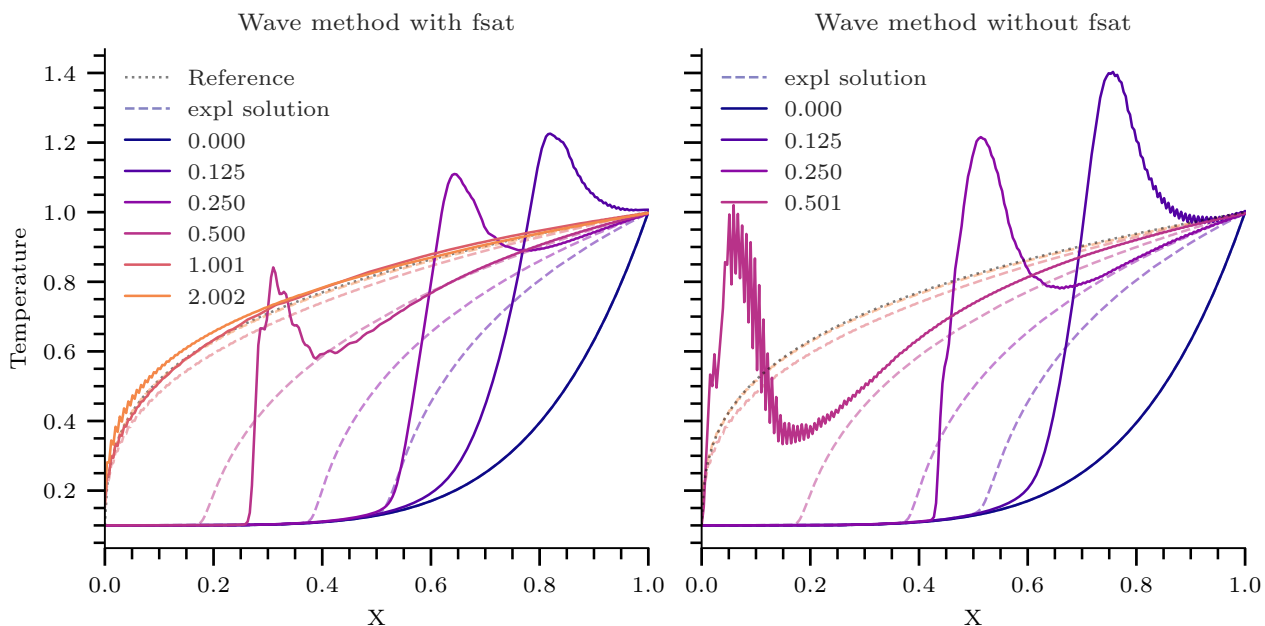 Wave method with fsat
Wave method without fsat
Temperature
1.4
1.2
1.0
0.8
0.6
0.4
0.2
Reference
expl solution
0.000
0.125
0.250
0.500
1.001
2.002
expl solution
0.000
0.125
0.250
0.501
0.0 0.2 0.4 0.6 0.8 1.0
0.0 0.2 0.4 0.6 0.8 1.0
X
X